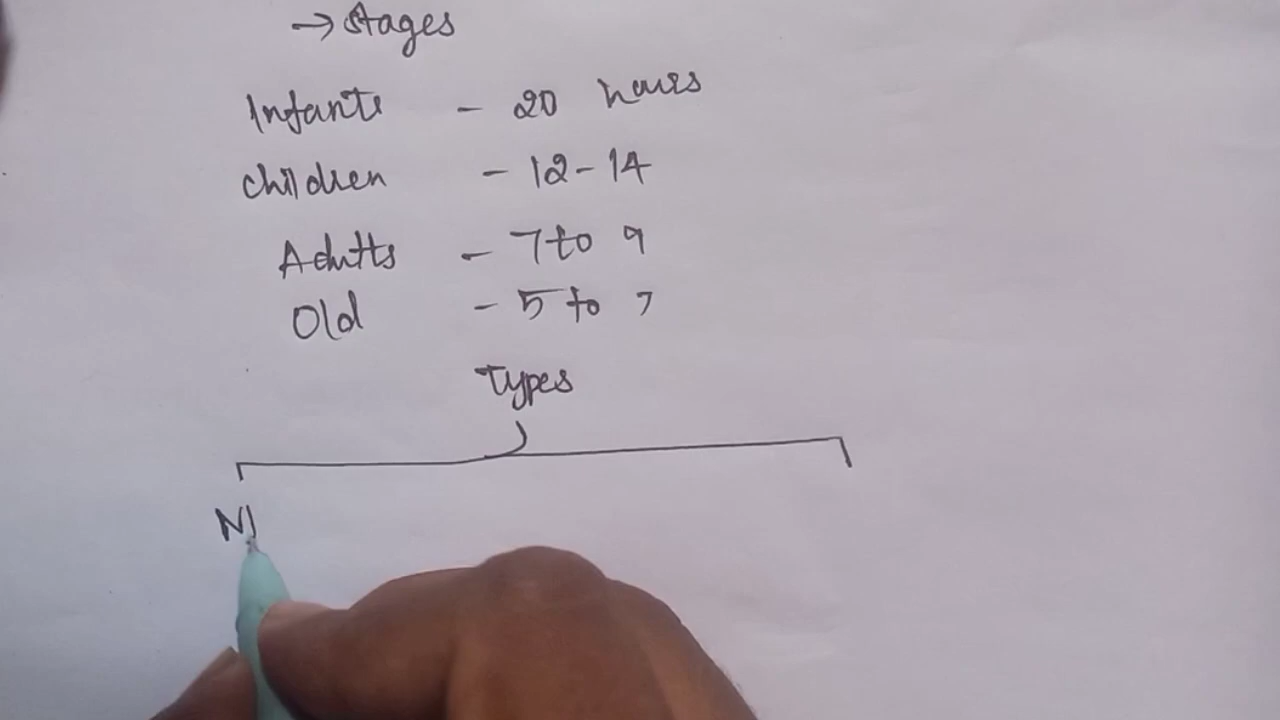 → Stages
Infants - 20 hours
children - 12-14
Adults - 7 to 9
Old - 5 to 7
Types